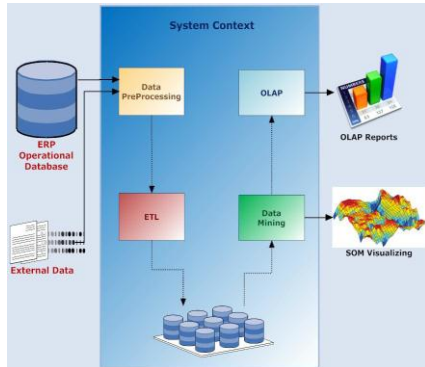 System Context
Data
PreProcessing
OLAP
ERP
Operational
Database
OLAP Reports
ETL
Data
Mining
External Data
SOM Visualizing